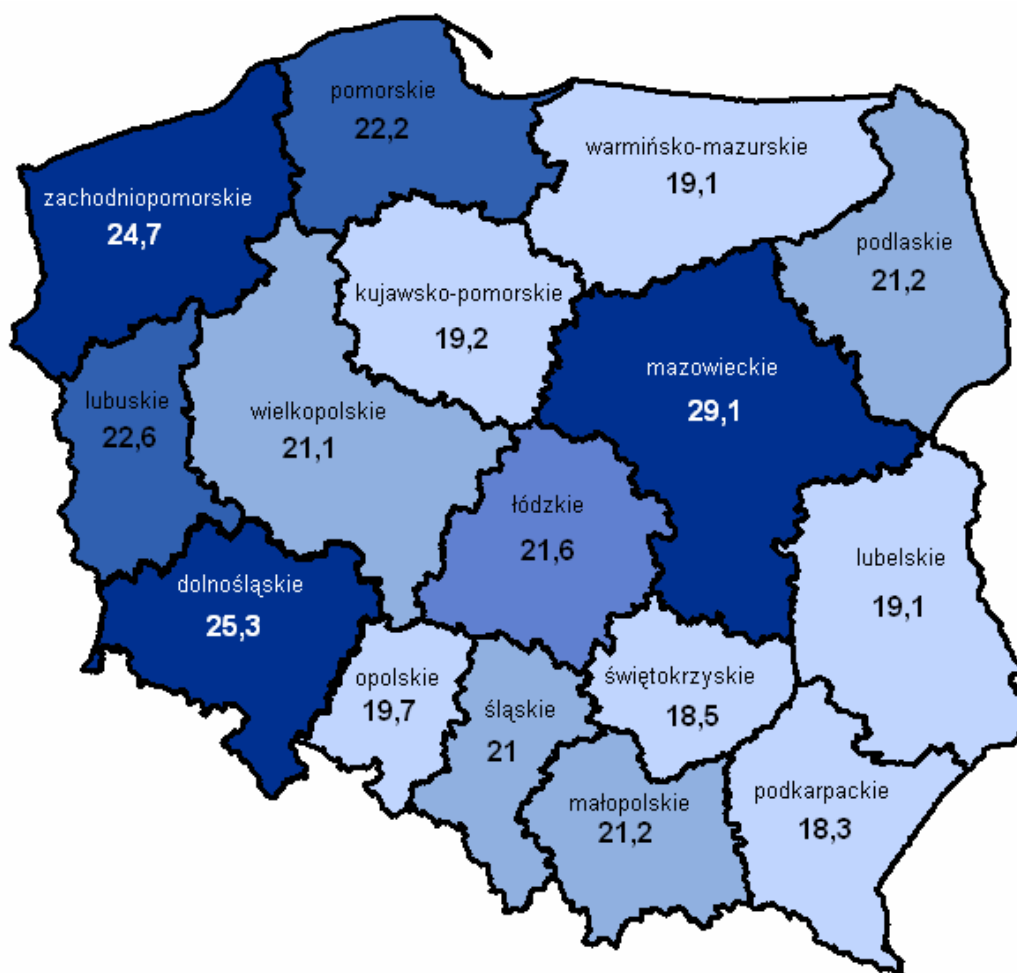 pomorskie
22,2
warmińsko-mazurskie
19,1
zachodniopomorskie
24,7
podlaskie
21,2
kujawsko-pomorskie
19,2
mazowieckie
29,1
lubuskie
22,6
wielkopolskie
21,1
łódzkie
21,6
lubelskie
19,1
dolnośląskie
25,3
opolskie
19,7
śląskie
21
świętokrzyskie
18,5
małopolskie
21,2
podkarpackie
18,3